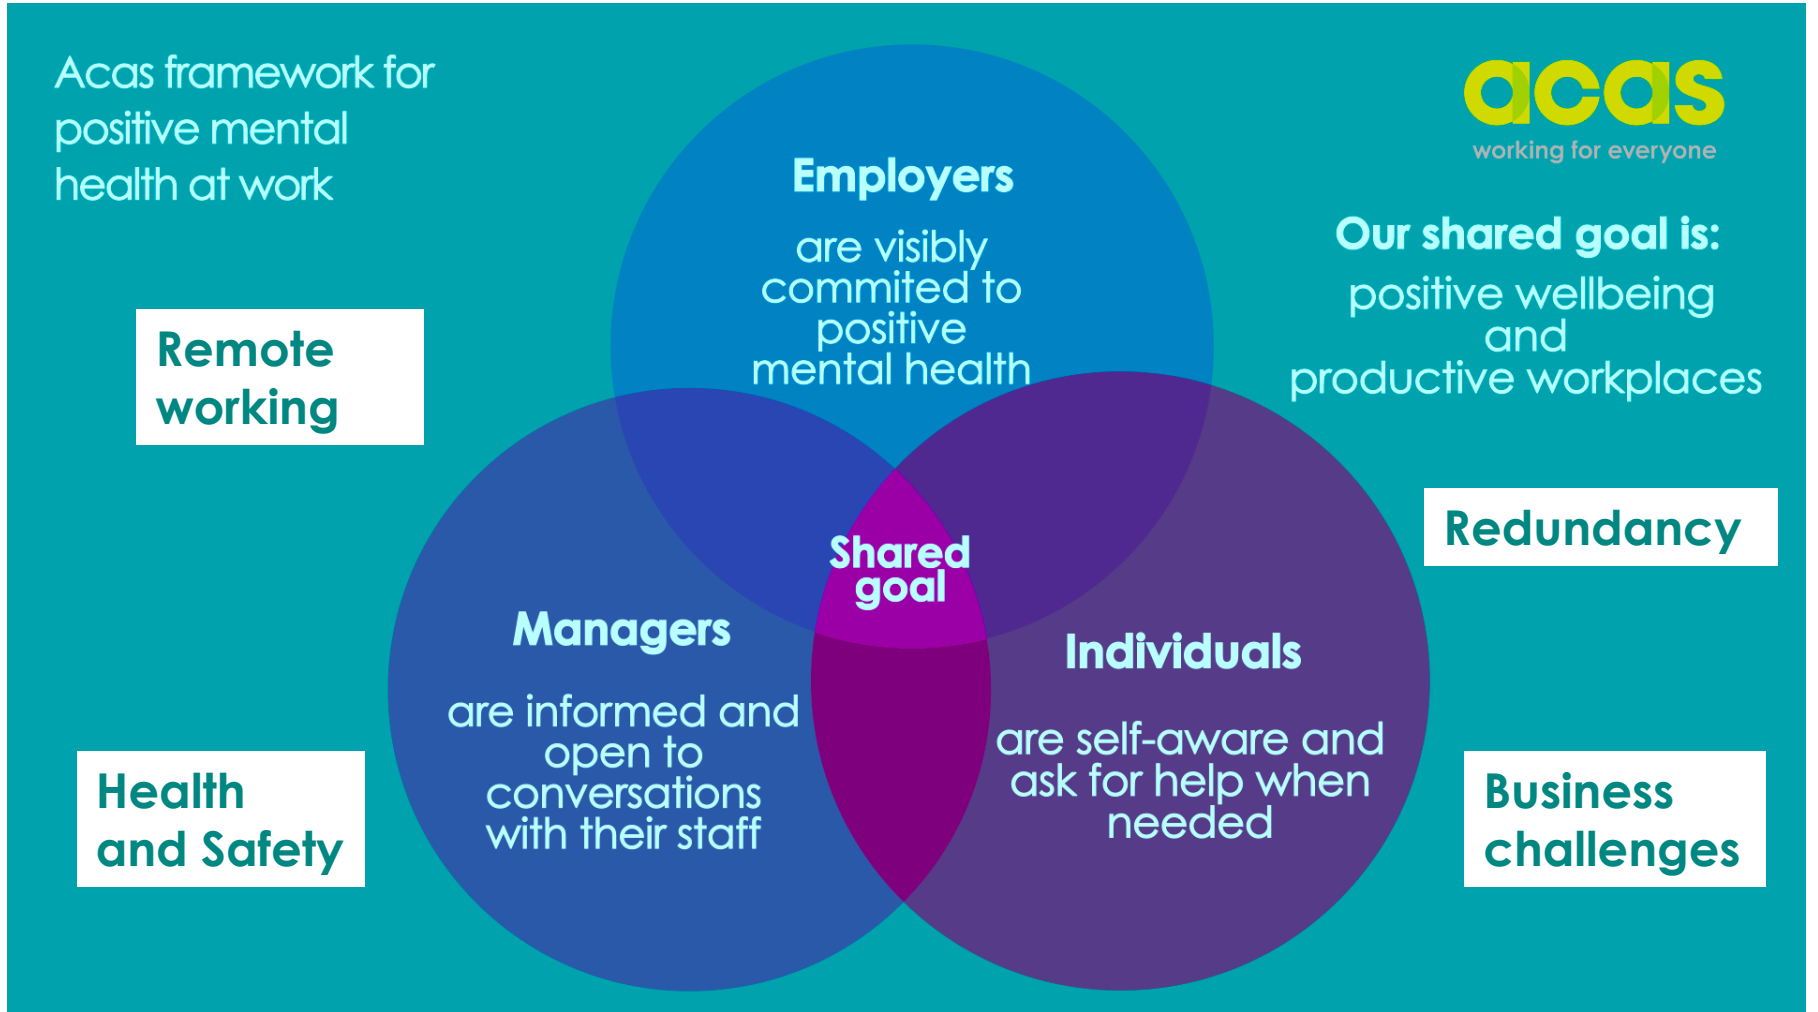 Acas framework for
positive mental
health at work
acas
working for everyone
Employers
are visibly
commited to
positive
mental health
Our shared goal is:
positive wellbeing
and
productive workplaces
Remote
working
Shared
goal
Redundancy
Managers
are informed and
open to
conversations
with their staff
Individuals
are self-aware and
ask for help when
needed
Health
and Safety
Business
challenges